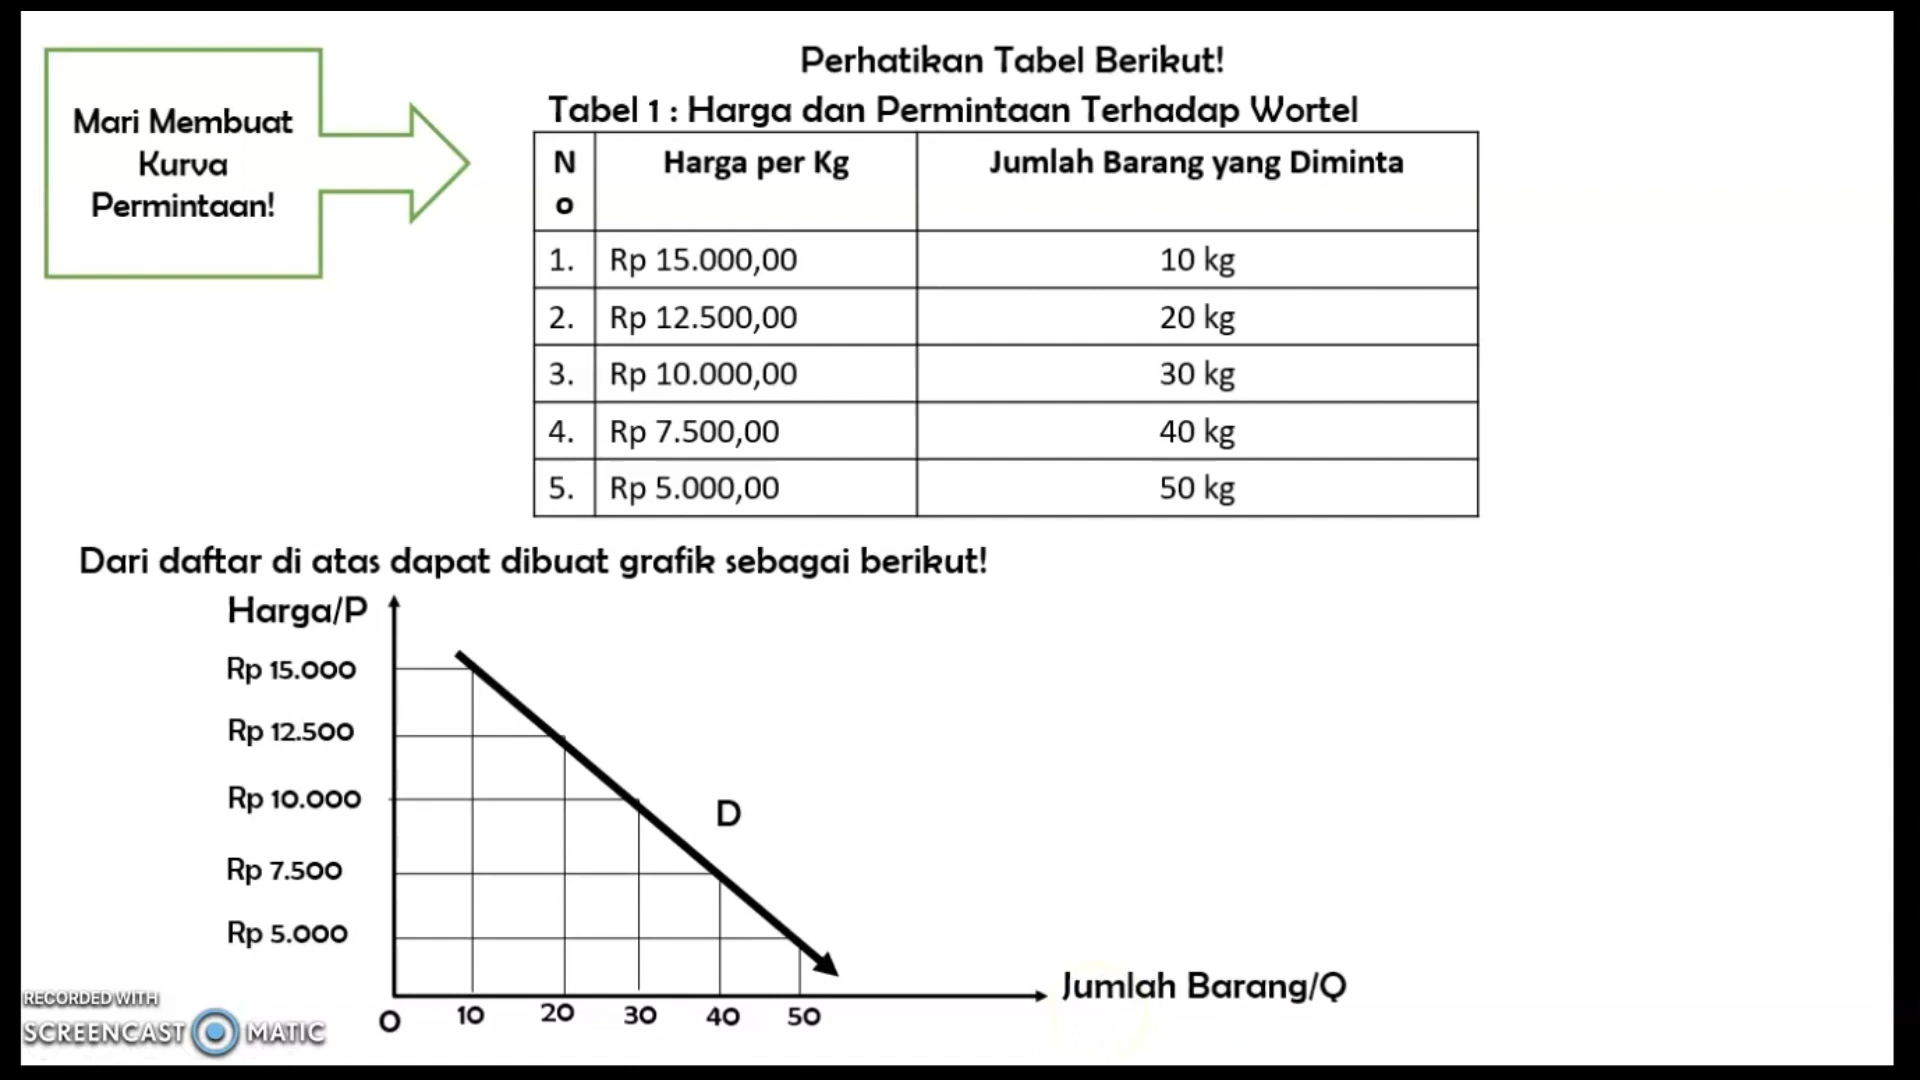 Mari Membuat
Kurva
Permintaan!
Perhatikan Tabel Berikut!
Tabel 1 : Harga dan Permintaan Terhadap Wortel
N
o
Harga per Kg
Jumlah Barang yang Diminta
1. Rp 15.000,00 10 kg
2. Rp 12.500,00 20 kg
3. Rp 10.000,00 30 kg
4. Rp 7.500,00 40 kg
5. Rp 5.000,00 50 kg
Dari daftar di atas dapat dibuat grafik sebagai berikut!
Harga/P
Rp 15.000
Rp 12.500
Rp 10.000
D
Rp 7.500
Rp 5.000
Jumlah Barang/Q
0 10 20 30 40 50
RECORDED WITH
SCREENCAST MATIC